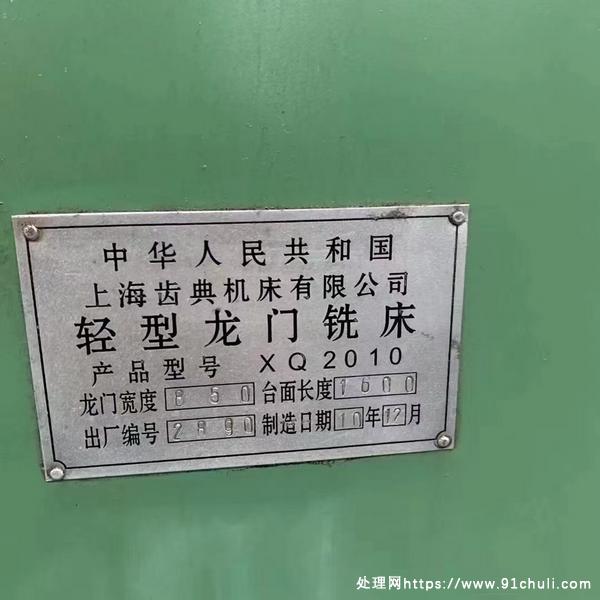 中华人民共和国
上海齿典机床有限公司
轻型龙门铣床
产品型号 XQ2010
龙门宽度 850 台面长度 1600
出厂编号 2890 制造日期 10年12月
处理网https://www.91chuli.com/